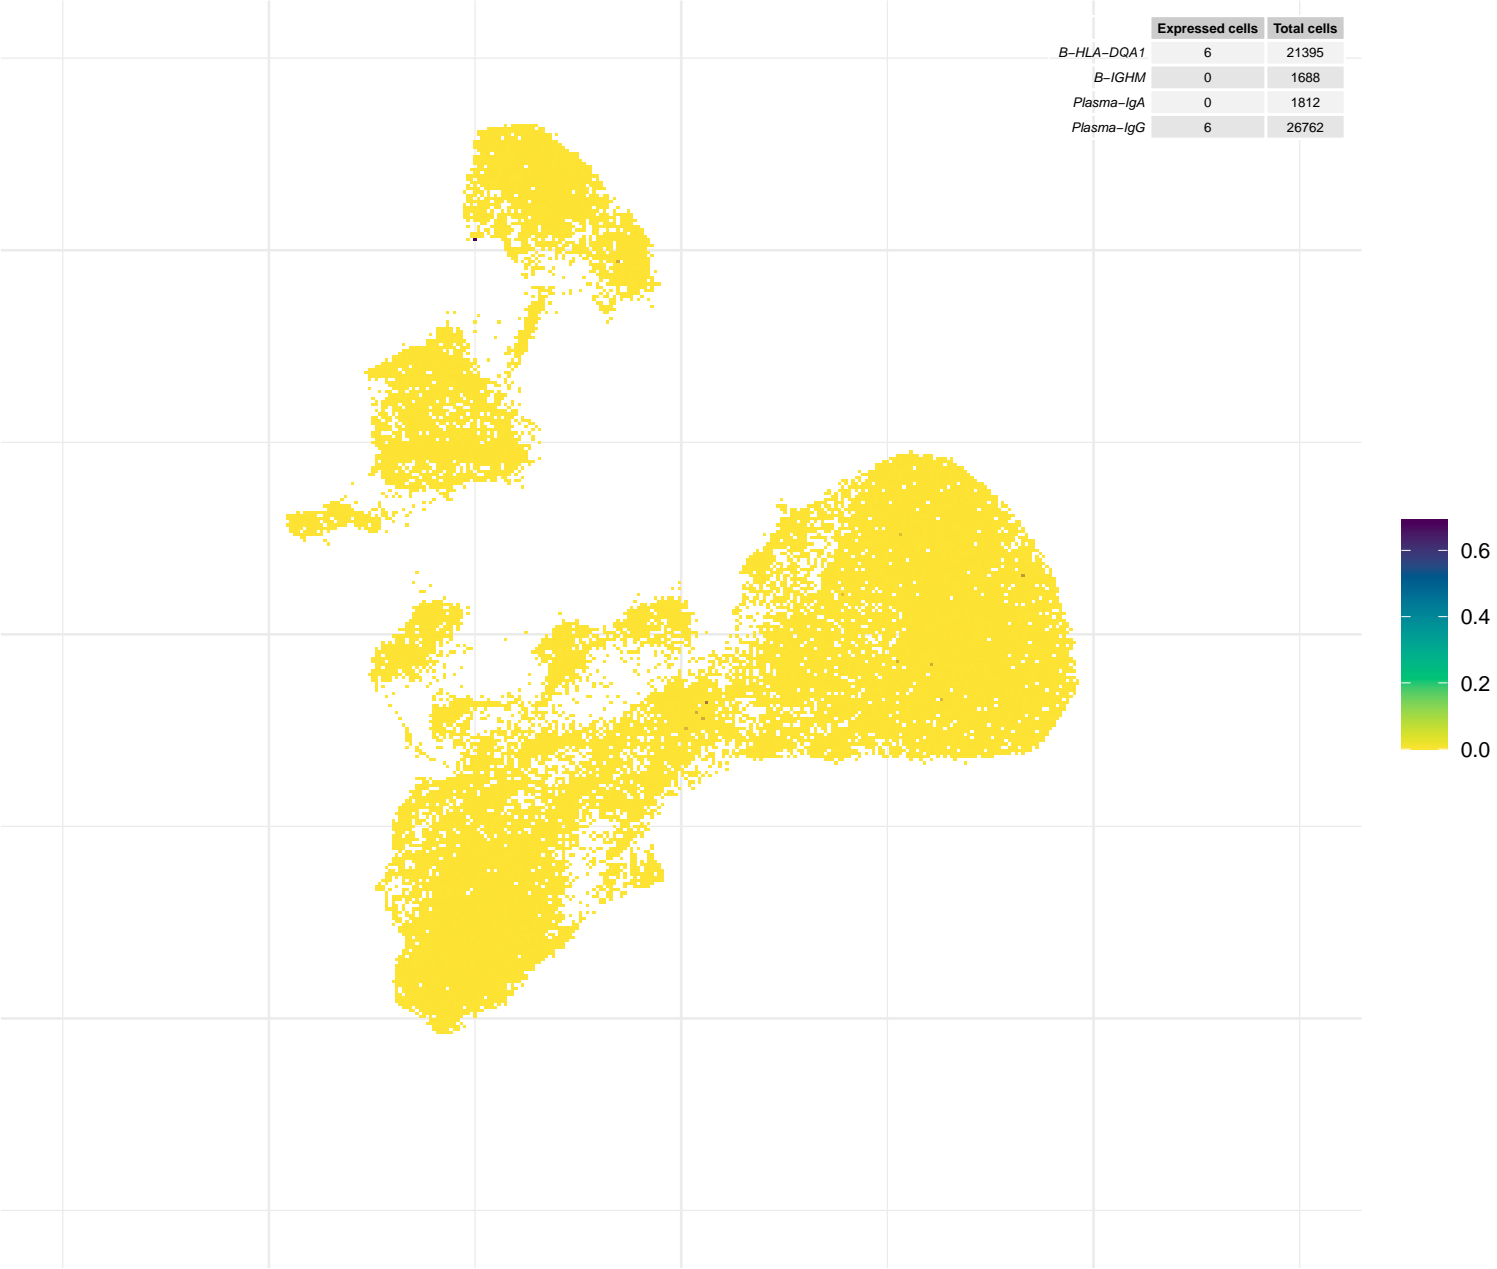 Expressed cells Total cells
B−HLA−DQA1 6 21395
B−IGHM 0 1688
Plasma−IgA 0 1812
Plasma−IgG 6 26762
0.6
0.4
0.2
0.0